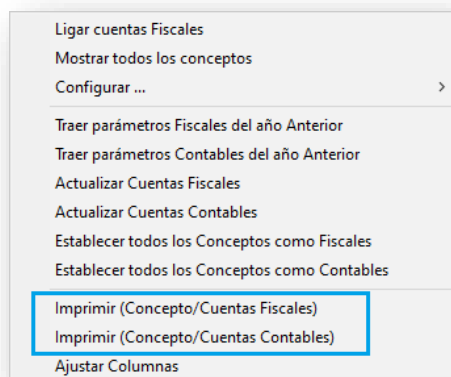 Ligar cuentas Fiscales
Mostrar todos los conceptos
Configurar ...
Traer parámetros Fiscales del año Anterior
Traer parámetros Contables del año Anterior
Actualizar Cuentas Fiscales
Actualizar Cuentas Contables
Establecer todos los Conceptos como Fiscales
Establecer todos los Conceptos como Contables
Imprimir (Concepto/Cuentas Fiscales)
Imprimir (Concepto/Cuentas Contables)
Ajustar Columnas